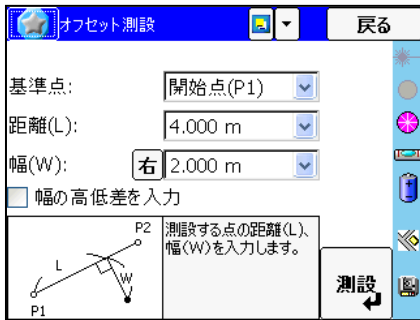 オフセット測設
戻る
基準点: 開始点(P1)
距離(L): 4.000 m
幅(W): 右 2.000 m
幅の高低差を入力
P2
L
W
P1
測設する点の距離(L)、
幅(W)を入力します。
測設